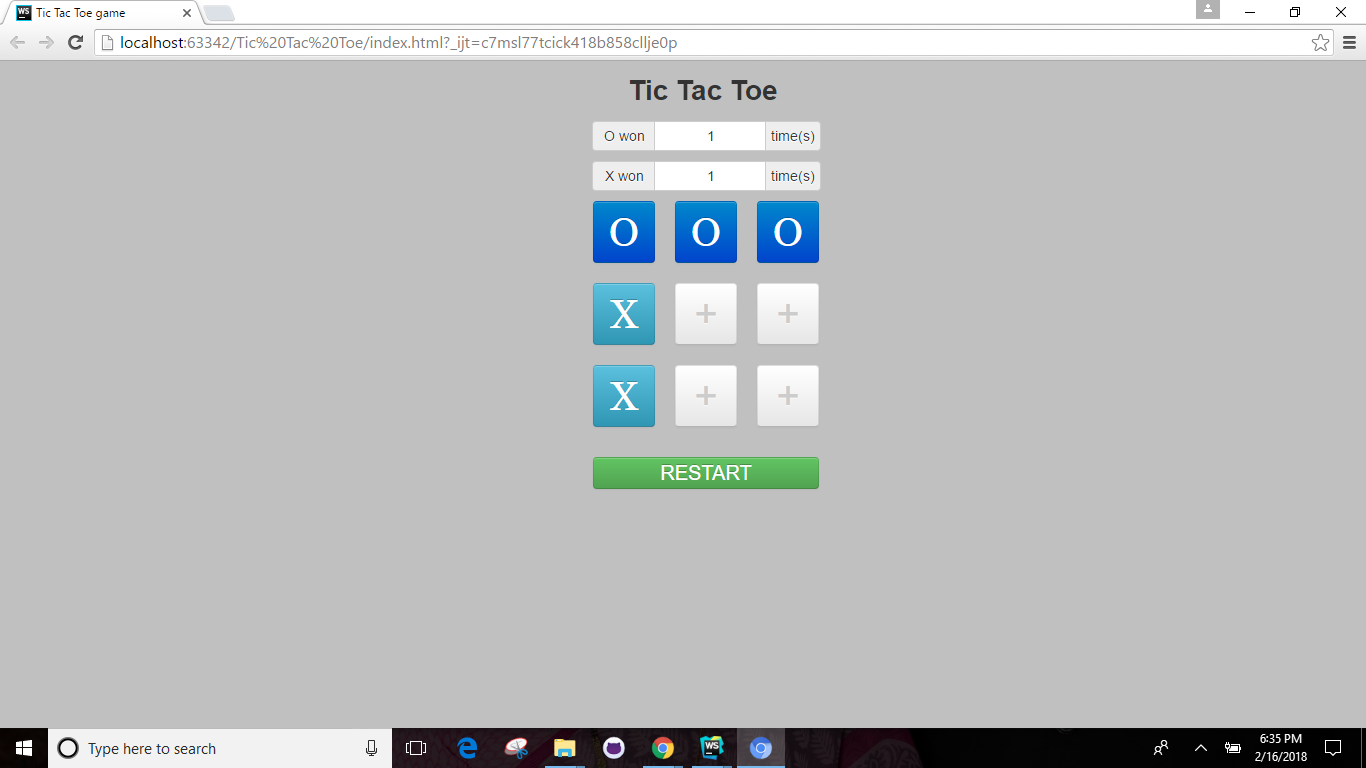 WS Tic Tac Toe game
localhost:63342/Tic%20Tac%20Toe/index.html?_ijt=c7msl77tcick418b858cllje0p
Tic Tac Toe
O won 1 time(s)
X won 1 time(s)
O O O
X + +
X + +
RESTART
Type here to search
WS
6:35 PM
2/16/2018